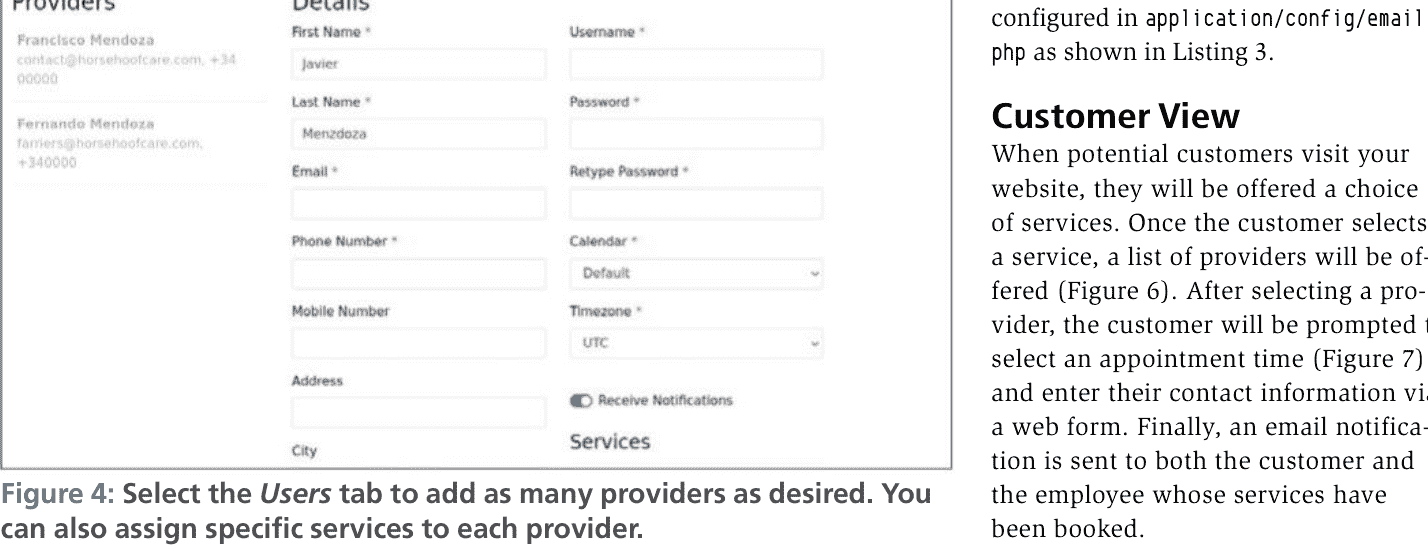 Providers
Francisco Mendoza
contact@horsehoofcare.com, +34
00000
Fernando Mendoza
farriers@horsehoofcare.com,
+340000
Details
First Name *
Javier
Last Name *
Menzdoza
Email *
Phone Number *
Mobile Number
Address
City
Username *
Password *
Retype Password *
Calendar *
Default
Timezone *
UTC
Receive Notifications
Services
Figure 4: Select the Users tab to add as many providers as desired. You
can also assign specific services to each provider.
configured in application/config/email
php as shown in Listing 3.
Customer View
When potential customers visit your
website, they will be offered a choice
of services. Once the customer selects
a service, a list of providers will be of-
fered (Figure 6). After selecting a pro-
vider, the customer will be prompted
select an appointment time (Figure 7)
and enter their contact information via
a web form. Finally, an email notifica-
tion is sent to both the customer and
the employee whose services have
been booked.